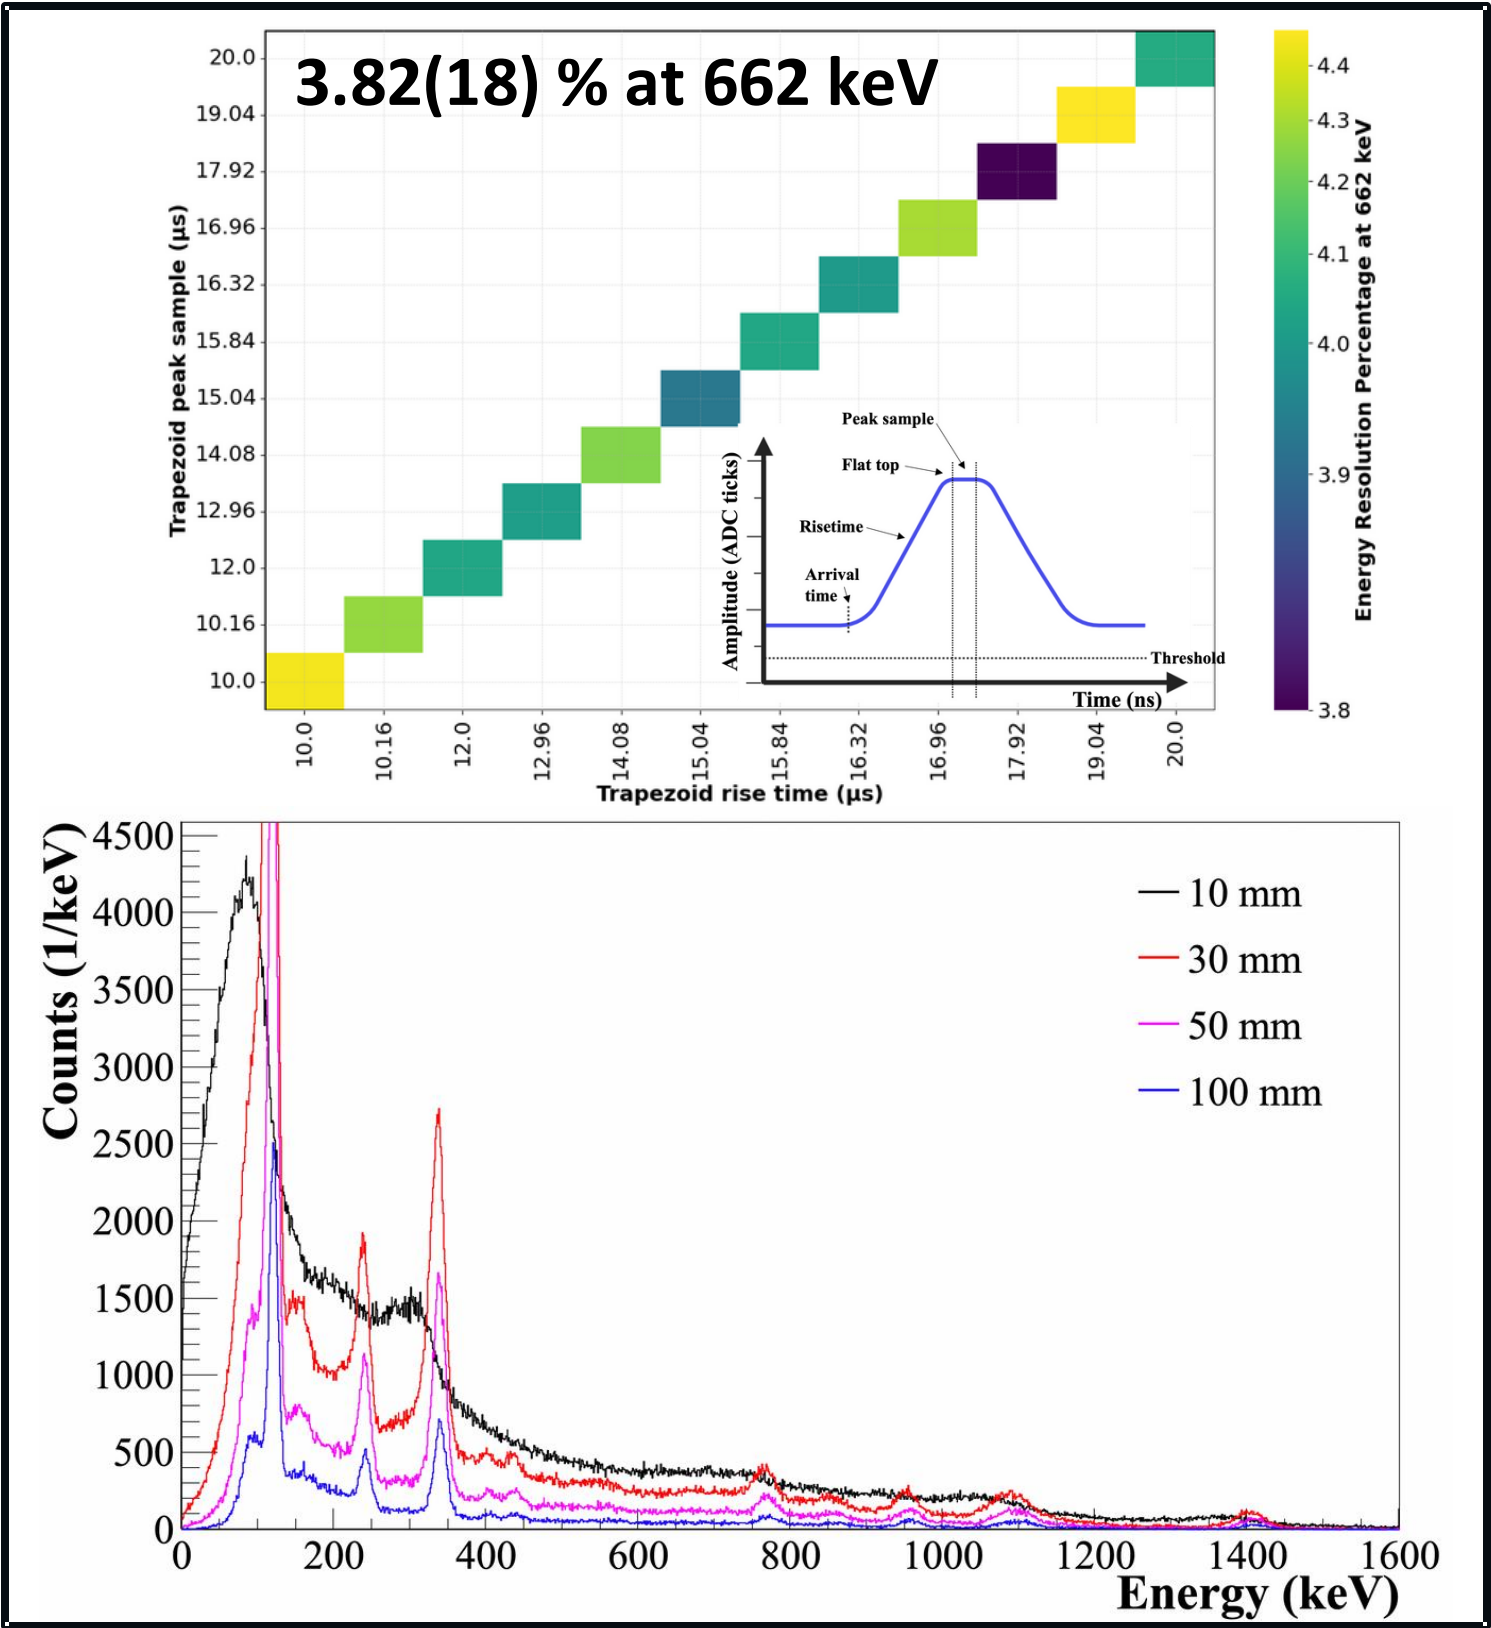 3.82(18) % at 662 keV
Trapezoid peak sample (µs)
20.0
19.04
17.92
16.96
16.32
15.84
15.04
14.08
12.96
12.0
10.16
10.0
10.0
10.16
12.0
12.96
14.08
15.04
15.84
16.32
16.96
17.92
19.04
20.0
Trapezoid rise time (µs)
4.4
4.3
4.2
4.1
4.0
3.9
3.8
Energy Resolution Percentage at 662 keV
Amplitude (ADC ticks)
Peak sample
Flat top
Risetime
Arrival
time
Threshold
Time (ns)
Counts (1/keV)
4500
4000
3500
3000
2500
2000
1500
1000
500
0
10 mm
30 mm
50 mm
100 mm
0
200
400
600
800
1000
1200
1400
1600
Energy (keV)